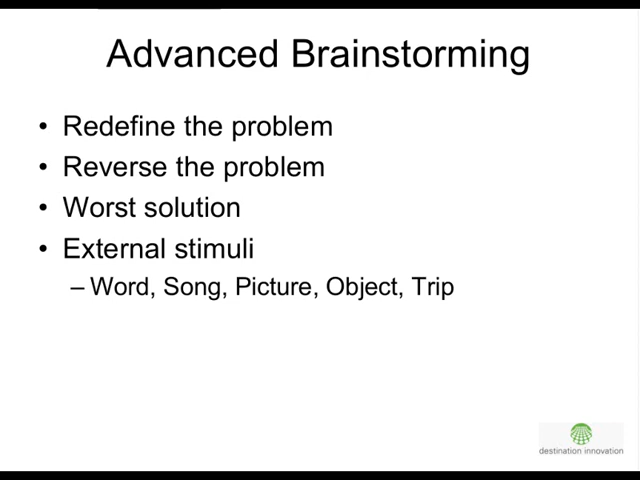 Advanced Brainstorming
• Redefine the problem
• Reverse the problem
• Worst solution
• External stimuli
– Word, Song, Picture, Object, Trip
destination innovation